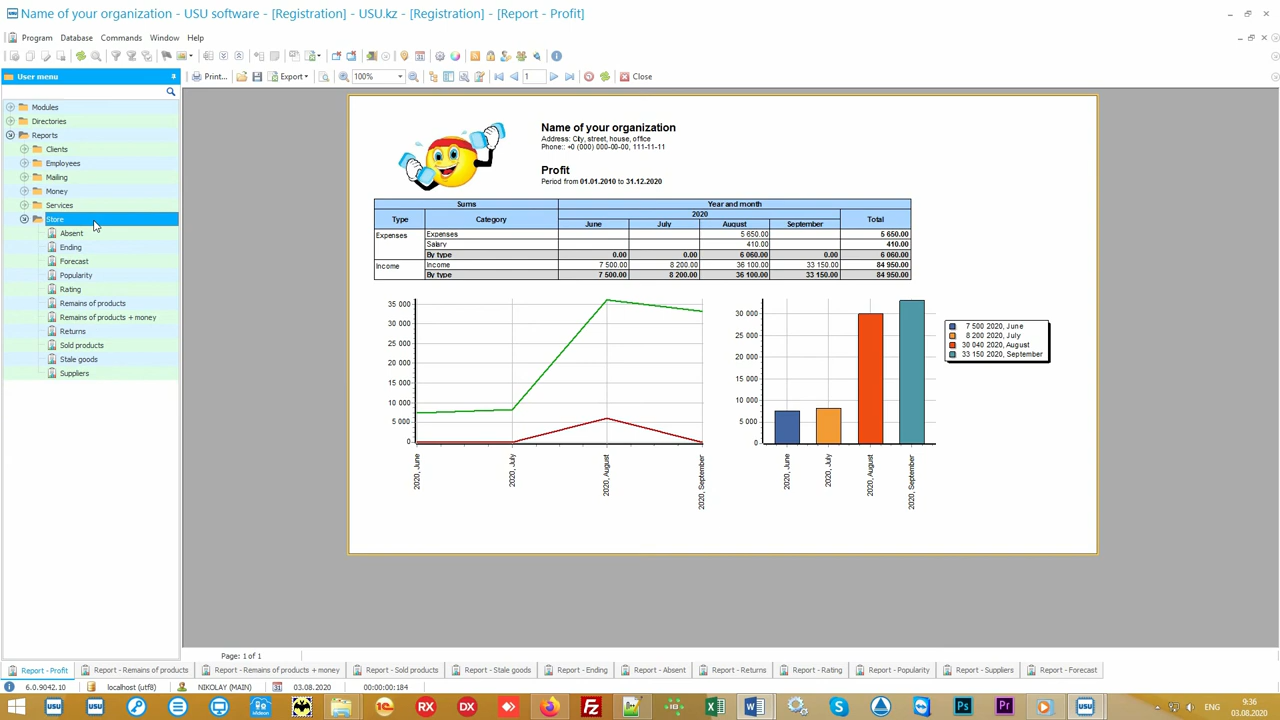 Name of your organization - USU software - [Registration] - USU.kz - [Registration] - [Report - Profit]
Program Database Commands Window Help
User menu
Print... Export 100% 1 Close
Modules
Directories
Reports
Clients
Employees
Mailing
Money
Services
Store
Absent
Ending
Forecast
Popularity
Rating
Remains of products
Remains of products + money
Returns
Sold products
Stale goods
Suppliers
Name of your organization
Address: City, street, house, office
Phone:: +0 (000) 000-00-00, 111-11-11
Profit
Period from 01.01.2010 to 31.12.2020
Sums Year and month
Type Category 2020 Total
June July August September
Expenses Expenses 5 650.00 5 650.00
Salary 410.00 410.00
By type 0.00 0.00 6 060.00 0.00 6 060.00
Income Income 7 500.00 8 200.00 36 100.00 33 150.00 84 950.00
By type 7 500.00 8 200.00 36 100.00 33 150.00 84 950.00
35 000
30 000
25 000
20 000
15 000
10 000
5 000
0
2020, June
2020, July
2020, August
2020, September
30 000
25 000
20 000
15 000
10 000
5 000
0
2020, June
2020, July
2020, August
2020, September
7 500 2020, June
8 200 2020, July
30 040 2020, August
33 150 2020, September
Page: 1 of 1
Report - Profit Report - Remains of products Report - Remains of products + money Report - Sold products Report - Stale goods Report - Ending Report - Absent Report - Returns Report - Rating Report - Popularity Report - Suppliers Report - Forecast
6.0.9042.10 localhost (utf8) NIKOLAY (MAIN) 03.08.2020 00:00:00:184
USU USU infideon 1C RX DX Fz Ps Pr USU ENG 9:36
03.08.2020